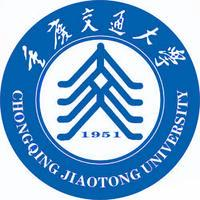 重庆交通大学
1951
CHONGQING JIAOTONG UNIVERSITY